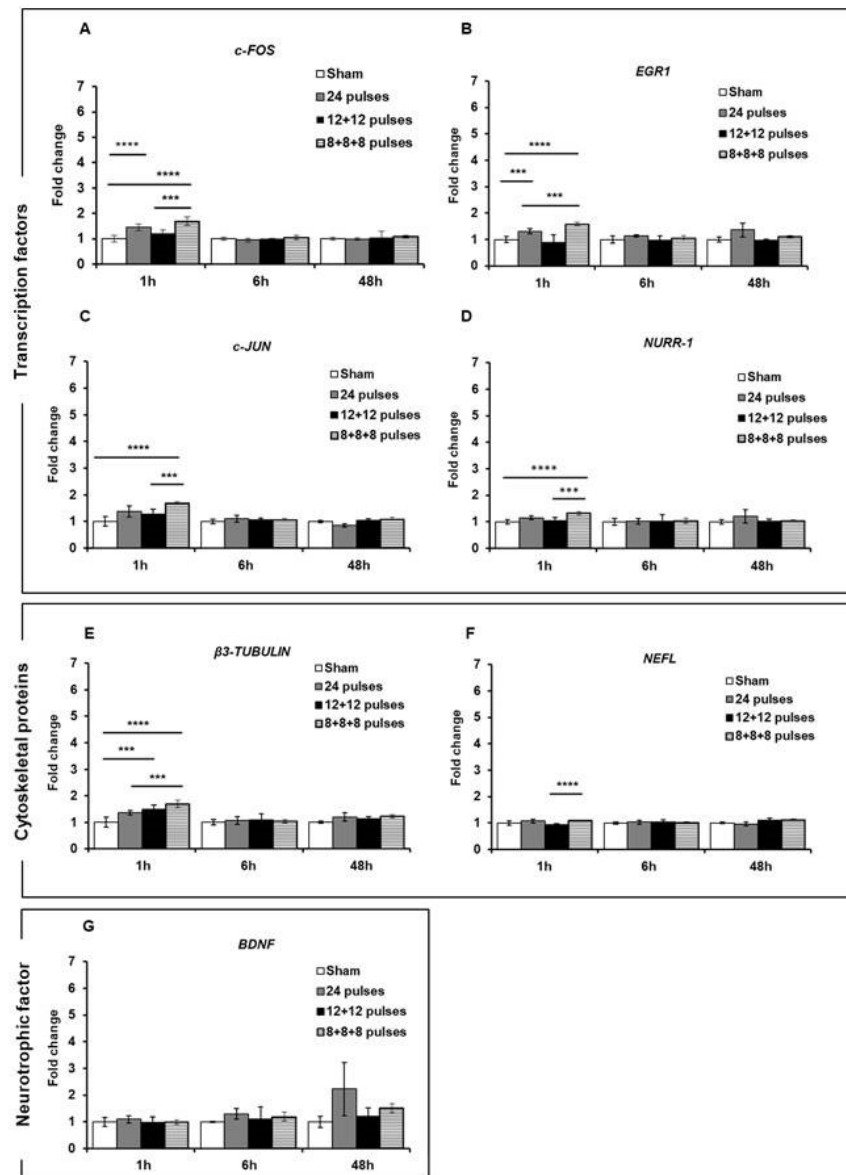 Transcription factors
A
c-FOS
Sham
24 pulses
12+12 pulses
8+8+8 pulses
Fold change
7
6
5
4
3
2
1
0
****
****
***
1h
6h
48h
B
EGR1
Sham
24 pulses
12+12 pulses
8+8+8 pulses
Fold change
7
6
5
4
3
2
1
0
****
***
***
1h
6h
48h
C
c-JUN
Sham
24 pulses
12+12 pulses
8+8+8 pulses
Fold change
7
6
5
4
3
2
1
0
****
***
1h
6h
48h
D
NURR-1
Sham
24 pulses
12+12 pulses
8+8+8 pulses
Fold change
7
6
5
4
3
2
1
0
****
***
1h
6h
48h
Cytoskeletal proteins
E
β3-TUBULIN
Sham
24 pulses
12+12 pulses
8+8+8 pulses
Fold change
7
6
5
4
3
2
1
0
****
***
***
1h
6h
48h
F
NEFL
Sham
24 pulses
12+12 pulses
8+8+8 pulses
Fold change
7
6
5
4
3
2
1
0
****
1h
6h
48h
Neurotrophic factor
G
BDNF
Sham
24 pulses
12+12 pulses
8+8+8 pulses
Fold change
7
6
5
4
3
2
1
0
1h
6h
48h